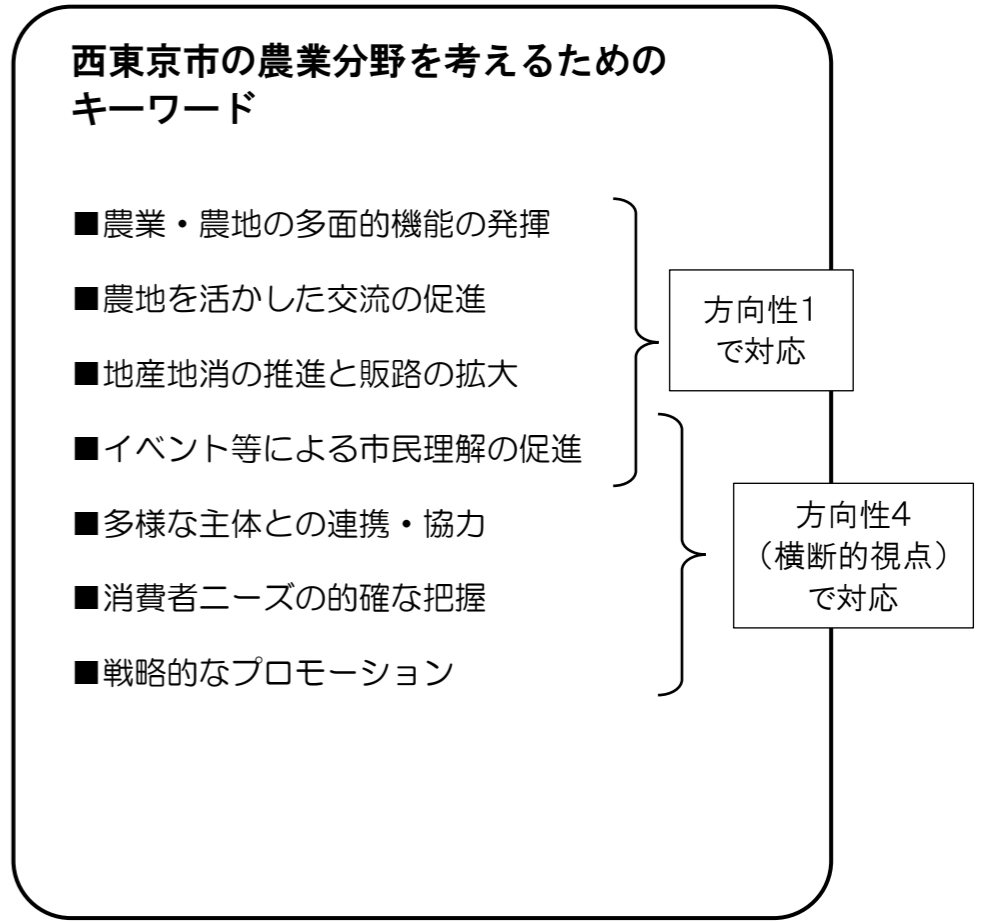 西東京市の農業分野を考えるための
キーワード
■農業・農地の多面的機能の発揮
■農地を活かした交流の促進
■地産地消の推進と販路の拡大
■イベント等による市民理解の促進
■多様な主体との連携・協力
■消費者ニーズの的確な把握
■戦略的なプロモーション
方向性1
で対応
方向性4
（横断的視点）
で対応